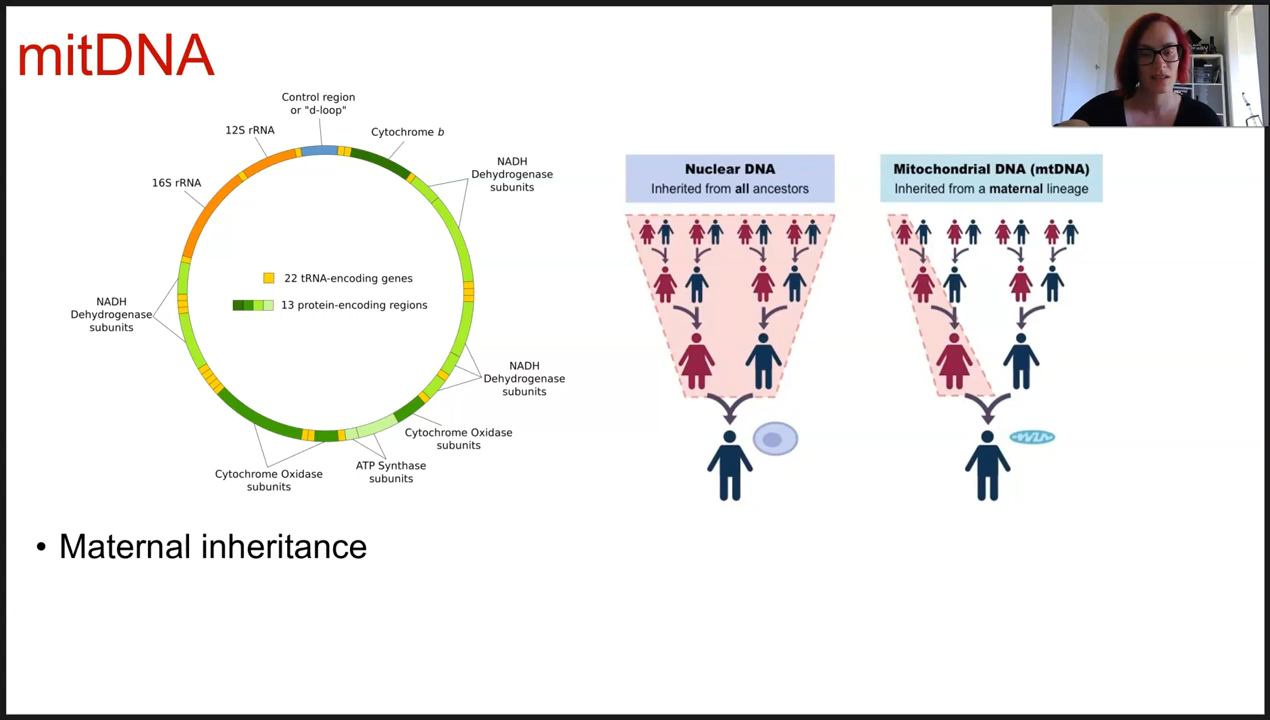 mitDNA
Control region
or "d-loop"
12S rRNA
Cytochrome b
16S rRNA
NADH
Dehydrogenase
subunits
22 tRNA-encoding genes
13 protein-encoding regions
NADH
Dehydrogenase
subunits
NADH
Dehydrogenase
subunits
Cytochrome Oxidase
subunits
ATP Synthase
subunits
Cytochrome Oxidase
subunits
Nuclear DNA
Inherited from all ancestors
Mitochondrial DNA (mtDNA)
Inherited from a maternal lineage
• Maternal inheritance